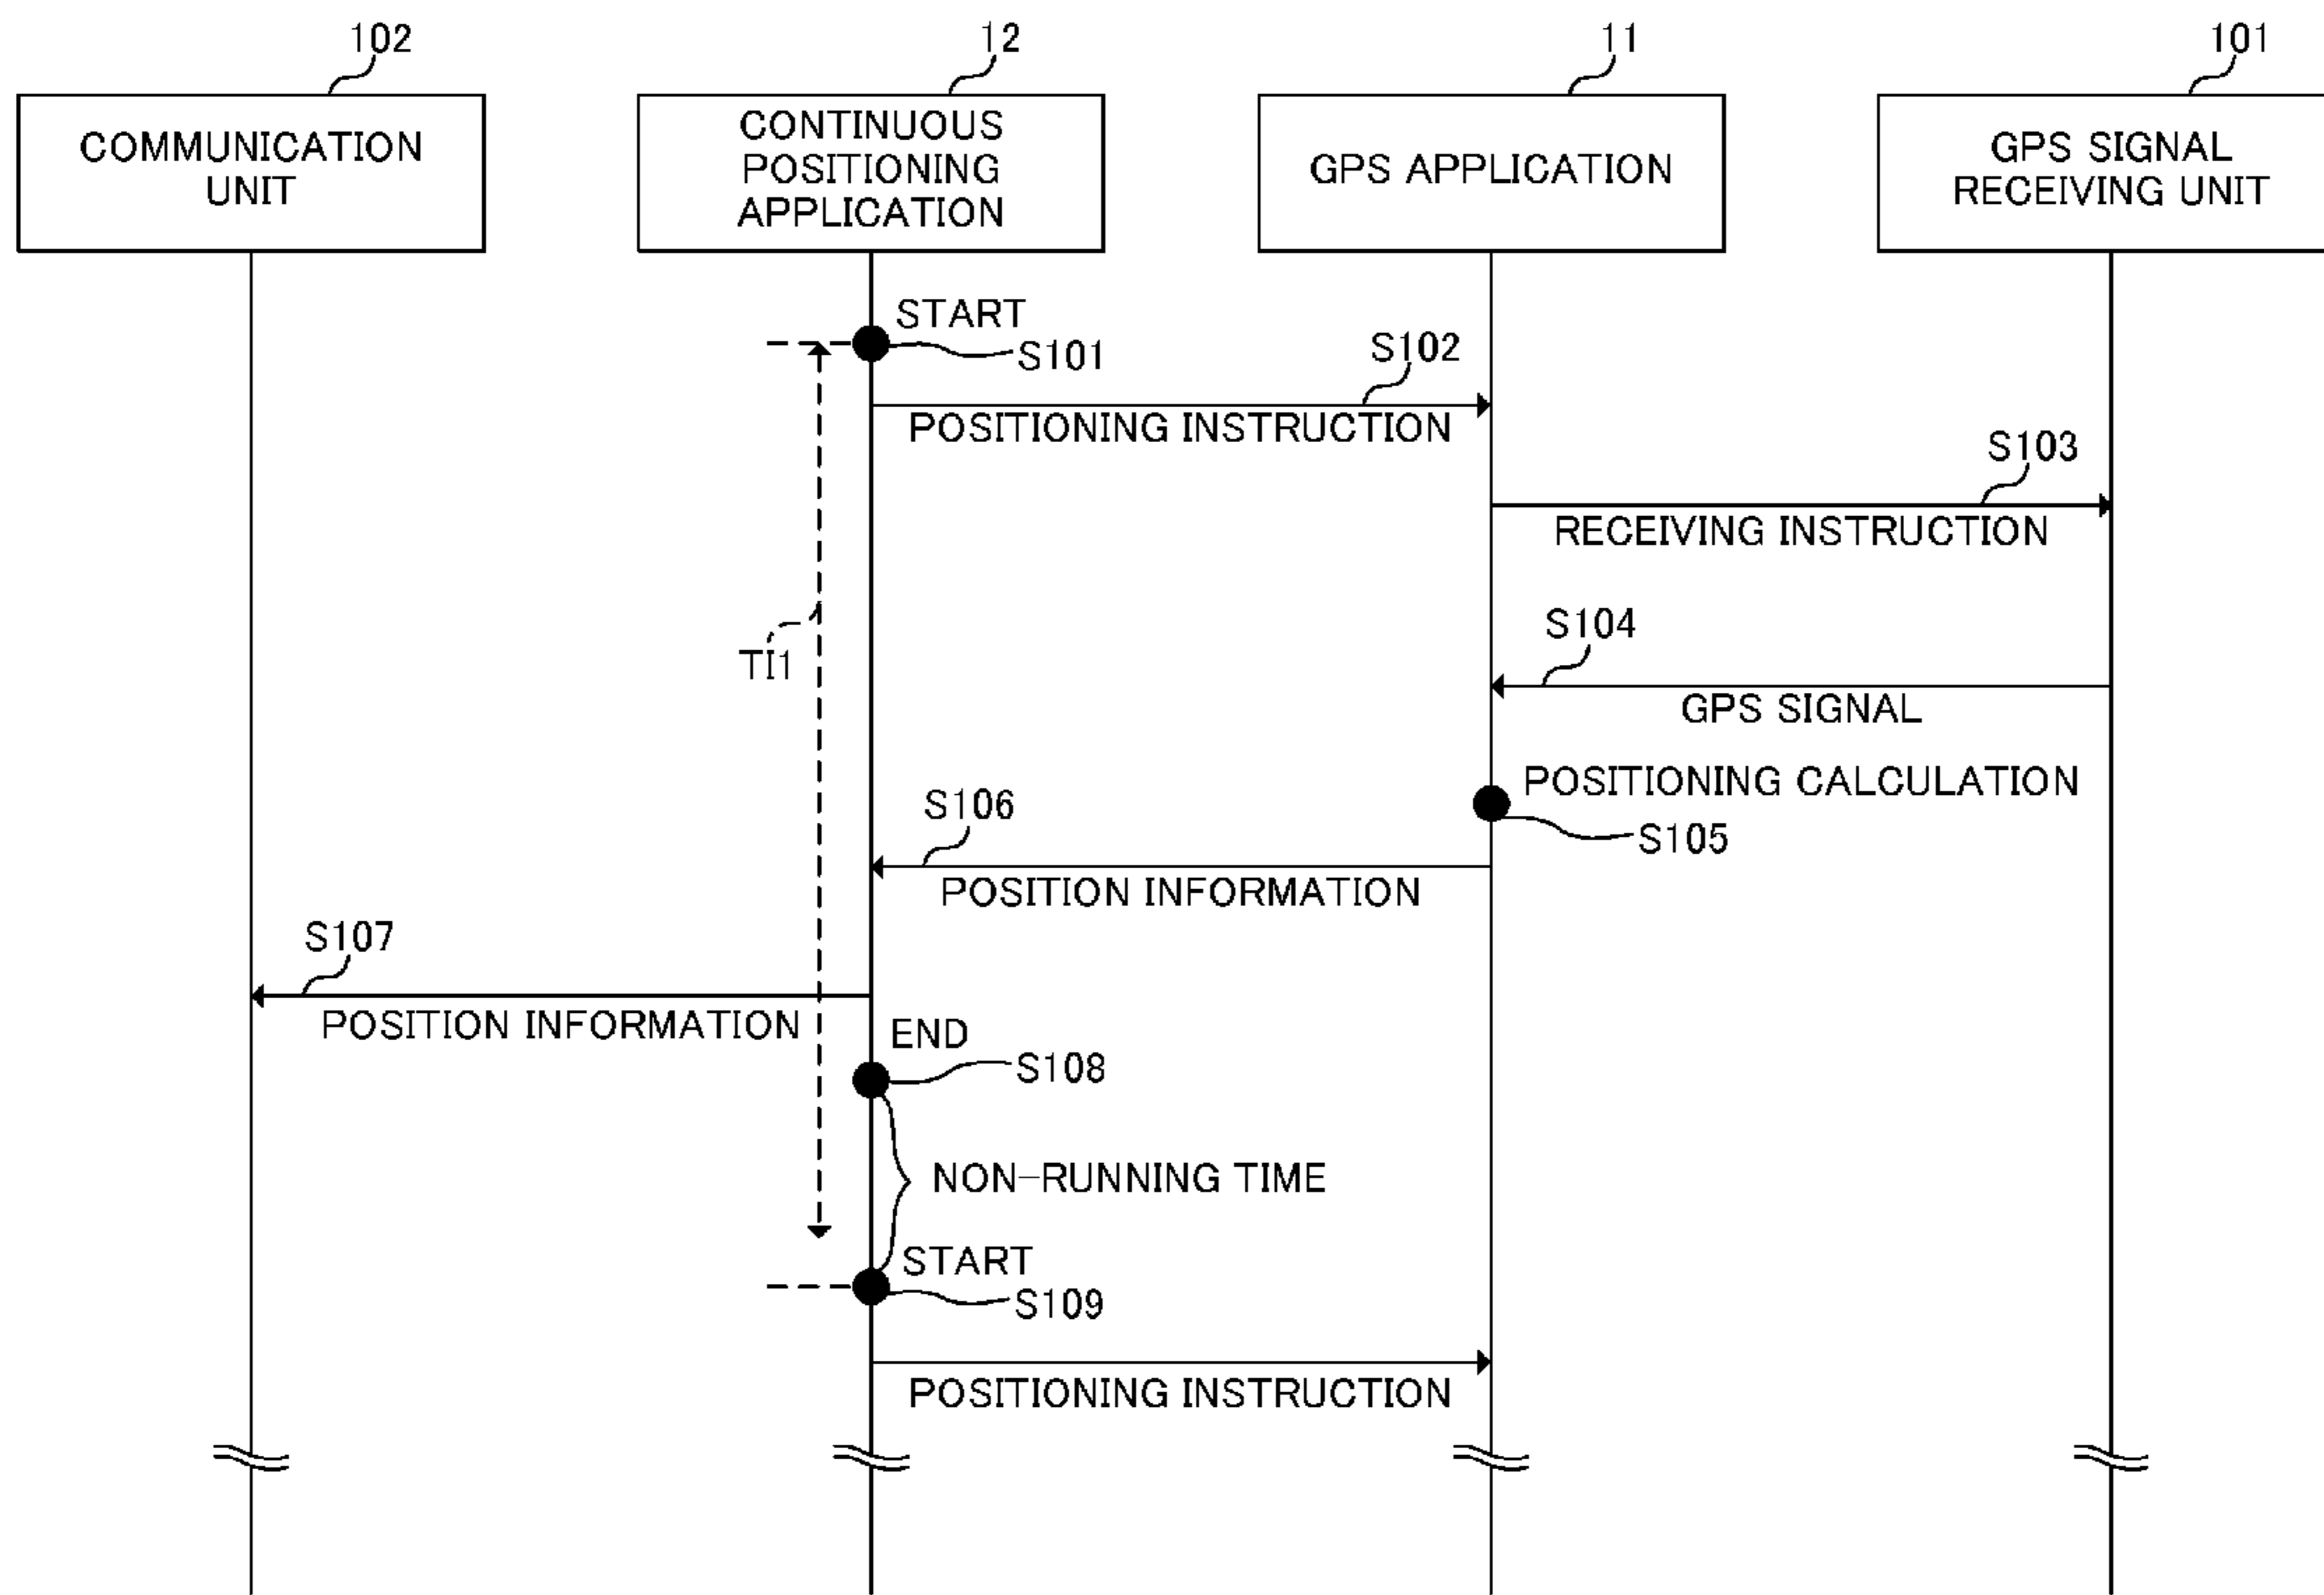 102
12
11
101
COMMUNICATION
UNIT
CONTINUOUS
POSITIONING
APPLICATION
GPS APPLICATION
GPS SIGNAL
RECEIVING UNIT
START
S101
S102
POSITIONING INSTRUCTION
S103
RECEIVING INSTRUCTION
TI1
S104
GPS SIGNAL
POSITIONING CALCULATION
S105
S106
POSITION INFORMATION
S107
POSITION INFORMATION
END
S108
NON-RUNNING TIME
START
S109
POSITIONING INSTRUCTION